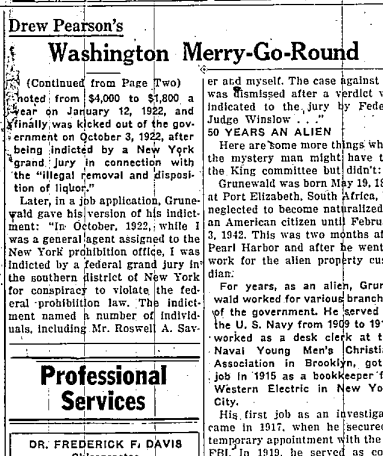 Drew Pearson's
Washington Merry-Go-Round
(Continued from Page Two)
noted from $4,000 to $1,800 a
year on January 12, 1922, and
finally was kicked out of the gov-
ernment on October 3, 1922, after
being indicted by a New York
grand jury in connection with
the "illegal removal and disposi-
tion of liquor."
Later, in a job application, Grune-
wald gave his version of his indict-
ment: "In October, 1922, while I
was a general agent assigned to the
New York prohibition office, I was
indicted by a federal grand jury in
the southern district of New York
for conspiracy to violate the fed-
eral prohibiition law. The indict-
ment named a number of individ-
uals, including Mr. Roswell A. Sav-
Professional
Services
DR. FREDERICK F. DAVIS
er and myself. The case against
was dismissed after a verdict
indicated to the jury by Fede
Judge Winslow . . ."
50 YEARS AN ALIEN
Here are some more things wh
the mystery man might have t
the King committee but didn't:
Grunewald was born May 19, 18
at Port Elizabeth, South Africa,
neglected to become naturalized
an American citizen until Febru
3, 1942. This was two months af
Pearl Harbor and after he went
work for the alien property cus
dian.
For years, as an alien, Grun
wald worked for various branch
of the government. He served
the U. S. Navy from 1909 to 191
worked as a desk clerk at t
Naval Young Men's Christia
Association in Brooklyn, got
job in 1915 as a bookkeeper f
Western Electric in New Yo
City.
His first job as an investiga
came in 1917, when he secured
temporary appointment with the
FBI. In 1919, he served as co